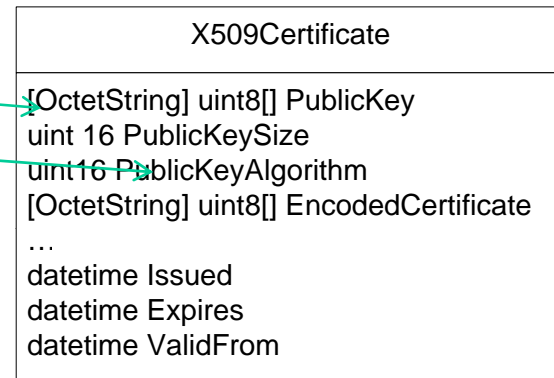 X509Certificate
[OctetString] uint8[] PublicKey
uint 16 PublicKeySize
uint16 PublicKeyAlgorithm
[OctetString] uint8[] EncodedCertificate
…
datetime Issued
datetime Expires
datetime ValidFrom